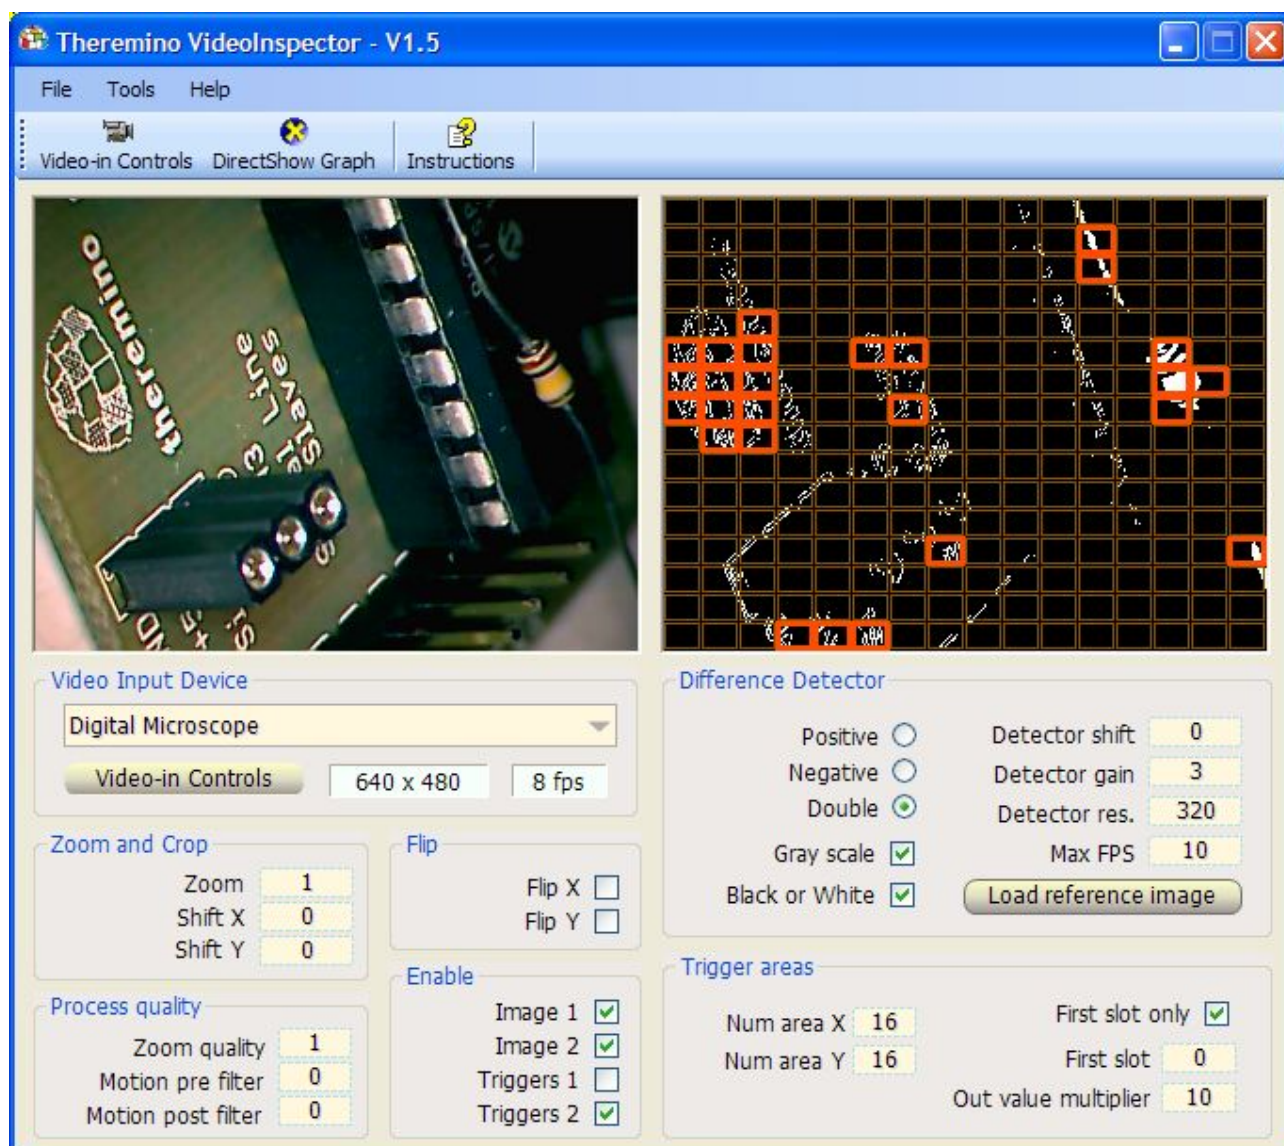 Theremino VideoInspector - V1.5
File Tools Help
Video-in Controls DirectShow Graph Instructions
theremino
Slaves
Line
GND
+5
Si
Video Input Device
Digital Microscope
Video-in Controls 640 x 480 8 fps
Zoom and Crop
Zoom 1
Shift X 0
Shift Y 0
Flip
Flip X
Flip Y
Process quality
Zoom quality 1
Motion pre filter 0
Motion post filter 0
Enable
Image 1
Image 2
Triggers 1
Triggers 2
Difference Detector
Positive
Negative
Double
Gray scale
Black or White
Detector shift 0
Detector gain 3
Detector res. 320
Max FPS 10
Load reference image
Trigger areas
Num area X 16
Num area Y 16
First slot only
First slot 0
Out value multiplier 10